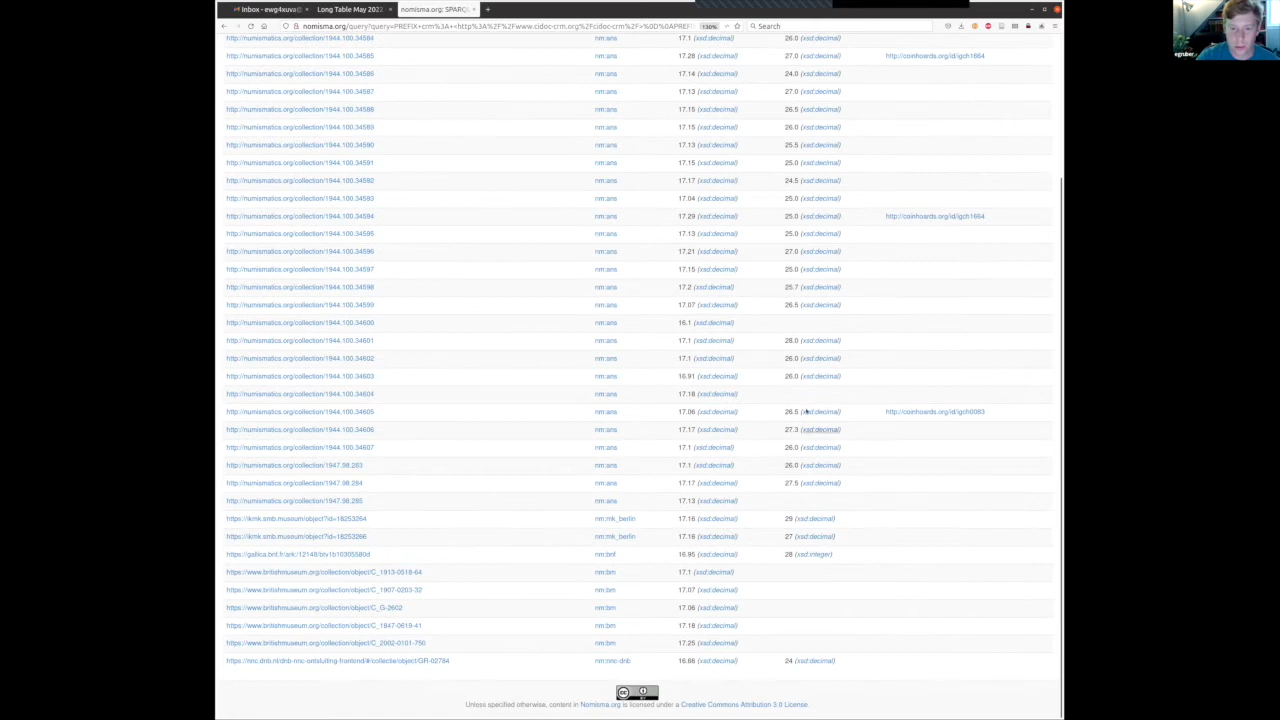 Inbox - ewg4xuva@
Long Table May 2022
nomisma.org: SPARQL
nomisma.org/query?query=PREFIX+crm%3A+<http%3A%2F%2Fwww.cidoc-crm.org%2Fcidoc-crm%2F>%0D%0APREFI 130% Search
egruber
http://numismatics.org/collection/1944.100.34584 nm:ans 17.1 (xsd:decimal) 26.0 (xsd:decimal)
http://numismatics.org/collection/1944.100.34585 nm:ans 17.28 (xsd:decimal) 27.0 (xsd:decimal) http://coinhoards.org/id/igch1664
http://numismatics.org/collection/1944.100.34586 nm:ans 17.14 (xsd:decimal) 24.0 (xsd:decimal)
http://numismatics.org/collection/1944.100.34587 nm:ans 17.13 (xsd:decimal) 27.0 (xsd:decimal)
http://numismatics.org/collection/1944.100.34588 nm:ans 17.15 (xsd:decimal) 26.5 (xsd:decimal)
http://numismatics.org/collection/1944.100.34589 nm:ans 17.15 (xsd:decimal) 26.0 (xsd:decimal)
http://numismatics.org/collection/1944.100.34590 nm:ans 17.13 (xsd:decimal) 25.5 (xsd:decimal)
http://numismatics.org/collection/1944.100.34591 nm:ans 17.15 (xsd:decimal) 25.0 (xsd:decimal)
http://numismatics.org/collection/1944.100.34592 nm:ans 17.17 (xsd:decimal) 24.5 (xsd:decimal)
http://numismatics.org/collection/1944.100.34593 nm:ans 17.04 (xsd:decimal) 25.0 (xsd:decimal)
http://numismatics.org/collection/1944.100.34594 nm:ans 17.29 (xsd:decimal) 25.0 (xsd:decimal) http://coinhoards.org/id/igch1664
http://numismatics.org/collection/1944.100.34595 nm:ans 17.13 (xsd:decimal) 25.0 (xsd:decimal)
http://numismatics.org/collection/1944.100.34596 nm:ans 17.21 (xsd:decimal) 27.0 (xsd:decimal)
http://numismatics.org/collection/1944.100.34597 nm:ans 17.15 (xsd:decimal) 25.0 (xsd:decimal)
http://numismatics.org/collection/1944.100.34598 nm:ans 17.2 (xsd:decimal) 25.7 (xsd:decimal)
http://numismatics.org/collection/1944.100.34599 nm:ans 17.07 (xsd:decimal) 26.5 (xsd:decimal)
http://numismatics.org/collection/1944.100.34600 nm:ans 16.1 (xsd:decimal)
http://numismatics.org/collection/1944.100.34601 nm:ans 17.1 (xsd:decimal) 28.0 (xsd:decimal)
http://numismatics.org/collection/1944.100.34602 nm:ans 17.1 (xsd:decimal) 26.0 (xsd:decimal)
http://numismatics.org/collection/1944.100.34603 nm:ans 16.91 (xsd:decimal) 26.0 (xsd:decimal)
http://numismatics.org/collection/1944.100.34604 nm:ans 17.18 (xsd:decimal)
http://numismatics.org/collection/1944.100.34605 nm:ans 17.06 (xsd:decimal) 26.5 (xsd:decimal) http://coinhoards.org/id/igch0083
http://numismatics.org/collection/1944.100.34606 nm:ans 17.17 (xsd:decimal) 27.3 (xsd:decimal)
http://numismatics.org/collection/1944.100.34607 nm:ans 17.1 (xsd:decimal) 26.0 (xsd:decimal)
http://numismatics.org/collection/1947.98.283 nm:ans 17.1 (xsd:decimal) 26.0 (xsd:decimal)
http://numismatics.org/collection/1947.98.284 nm:ans 17.17 (xsd:decimal) 27.5 (xsd:decimal)
http://numismatics.org/collection/1947.98.285 nm:ans 17.13 (xsd:decimal)
https://ikmk.smb.museum/object?id=18253264 nm:mk_berlin 17.16 (xsd:decimal) 29 (xsd:decimal)
https://ikmk.smb.museum/object?id=18253266 nm:mk_berlin 17.16 (xsd:decimal) 27 (xsd:decimal)
https://gallica.bnf.fr/ark:/12148/btv1b10305580d nm:bnf 16.95 (xsd:decimal) 28 (xsd:integer)
https://www.britishmuseum.org/collection/object/C_1913-0518-64 nm:bm 17.1 (xsd:decimal)
https://www.britishmuseum.org/collection/object/C_1907-0203-32 nm:bm 17.07 (xsd:decimal)
https://www.britishmuseum.org/collection/object/C_G-2602 nm:bm 17.06 (xsd:decimal)
https://www.britishmuseum.org/collection/object/C_1847-0619-41 nm:bm 17.18 (xsd:decimal)
https://www.britishmuseum.org/collection/object/C_2002-0101-750 nm:bm 17.25 (xsd:decimal)
https://nnc.dnb.nl/dnb-nnc-ontsluiting-frontend/#/collectie/object/GR-02784 nm:nnc-dnb 16.68 (xsd:decimal) 24 (xsd:decimal)
cc BY
Unless specified otherwise, content in Nomisma.org is licensed under a Creative Commons Attribution 3.0 License.